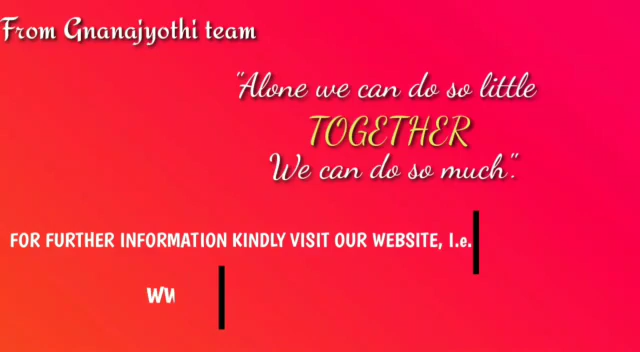 From Gnanajyothi team
"Alone we can do so little
TOGETHER
We can do so much".
FOR FURTHER INFORMATION KINDLY VISIT OUR WEBSITE, I.e.